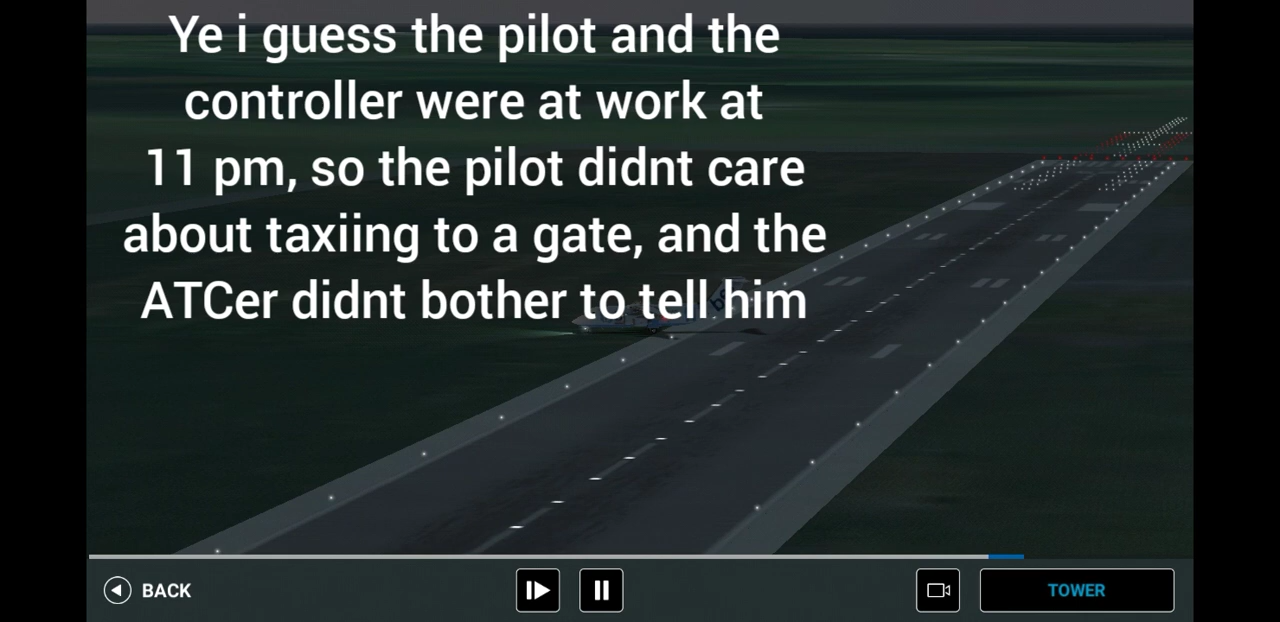 Ye i guess the pilot and the
controller were at work at
11 pm, so the pilot didnt care
about taxiing to a gate, and the
ATCer didnt bother to tell him
BACK
TOWER